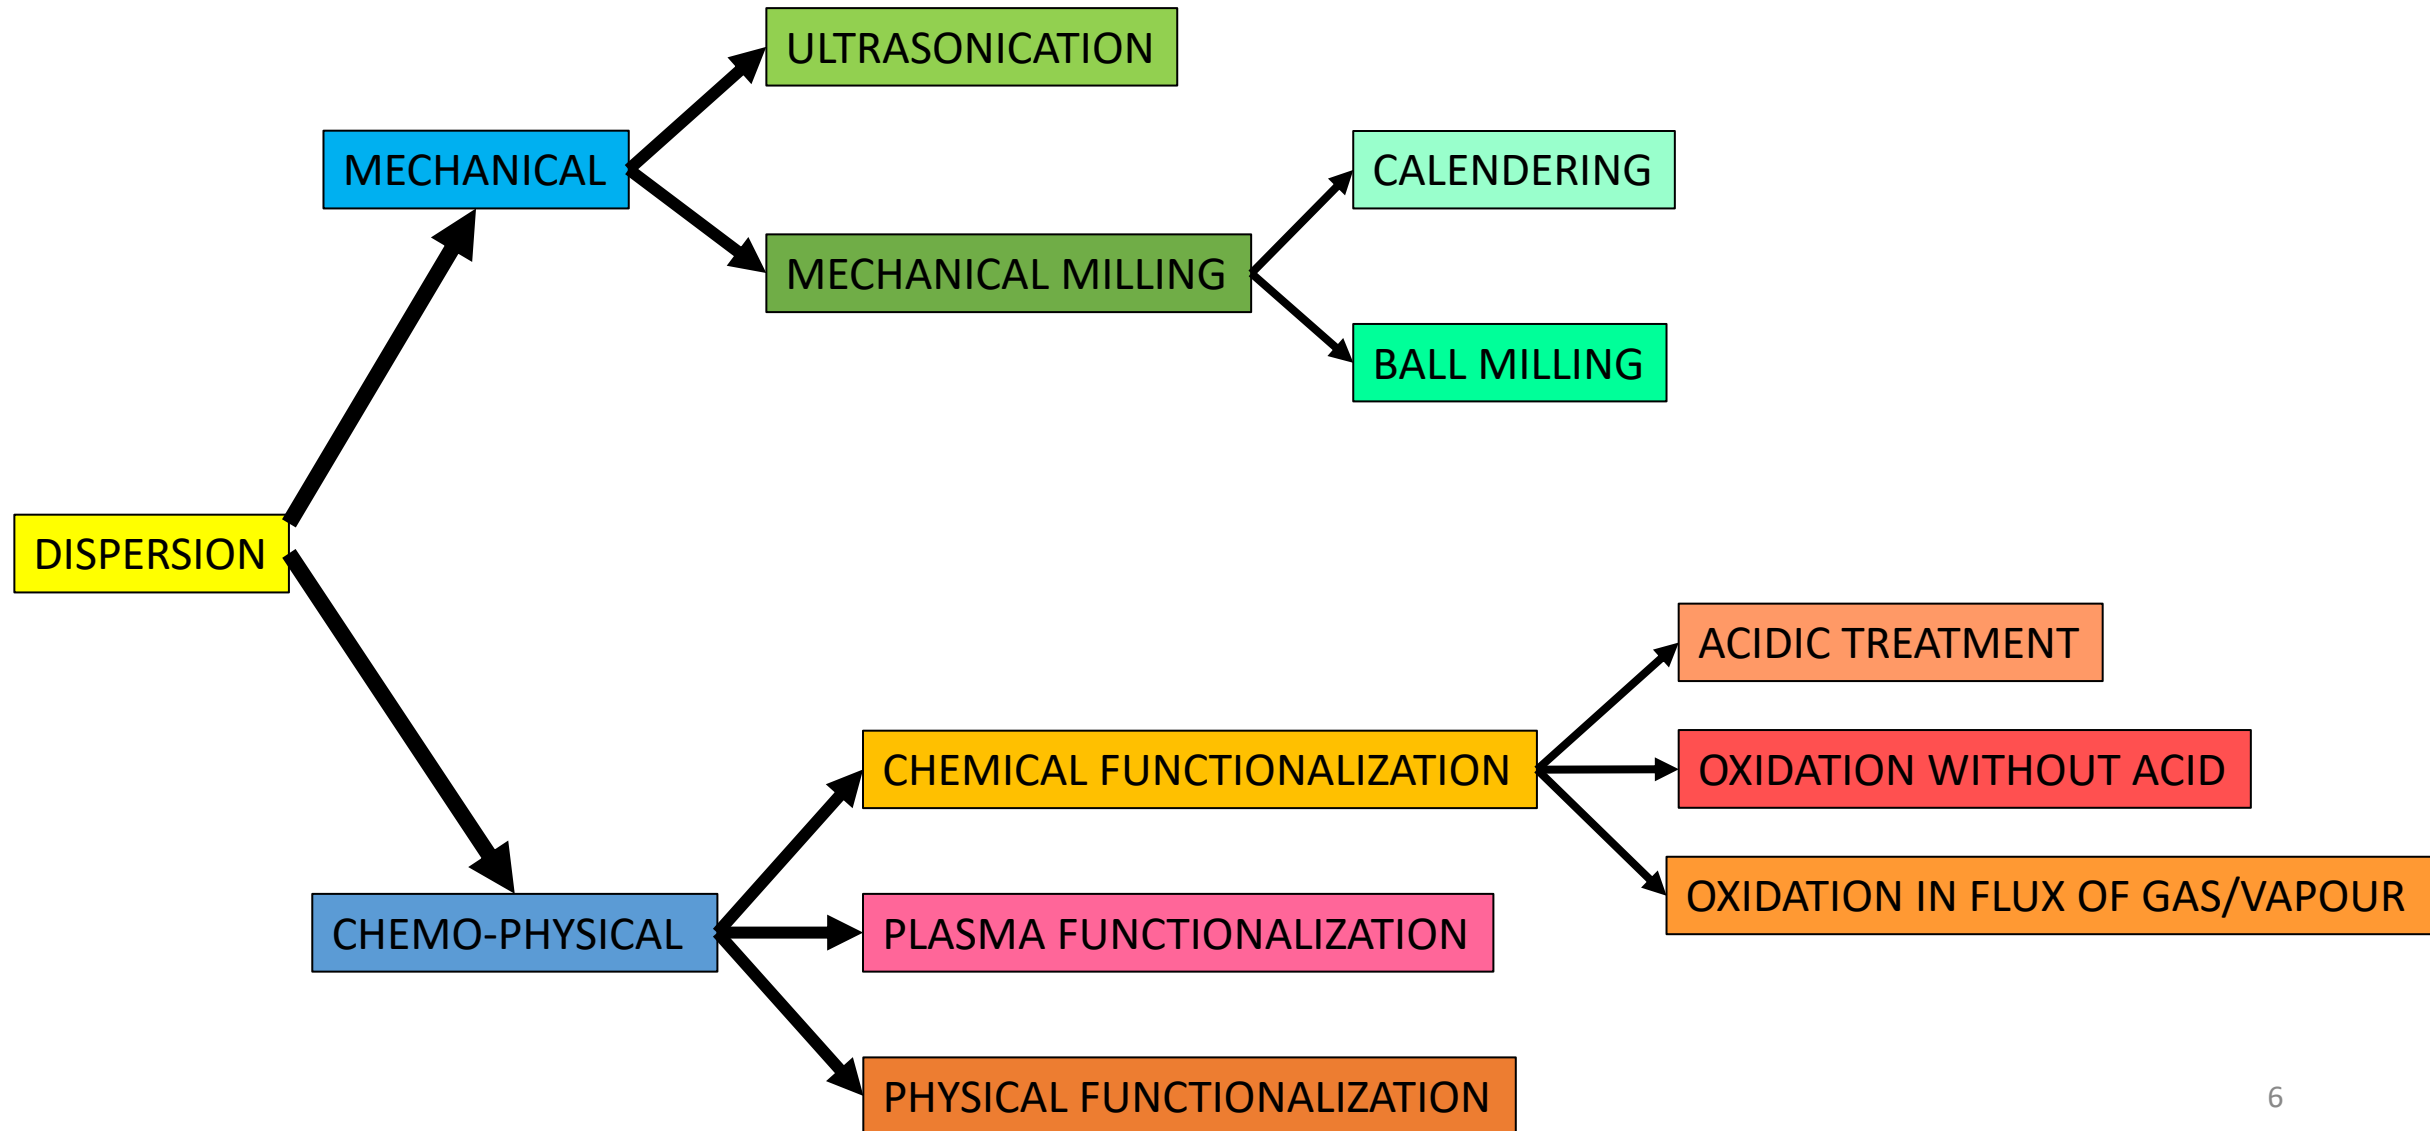 ULTRASONICATION
MECHANICAL
CALENDERING
MECHANICAL MILLING
BALL MILLING
DISPERSION
ACIDIC TREATMENT
CHEMICAL FUNCTIONALIZATION
OXIDATION WITHOUT ACID
OXIDATION IN FLUX OF GAS/VAPOUR
CHEMO-PHYSICAL
PLASMA FUNCTIONALIZATION
PHYSICAL FUNCTIONALIZATION
6